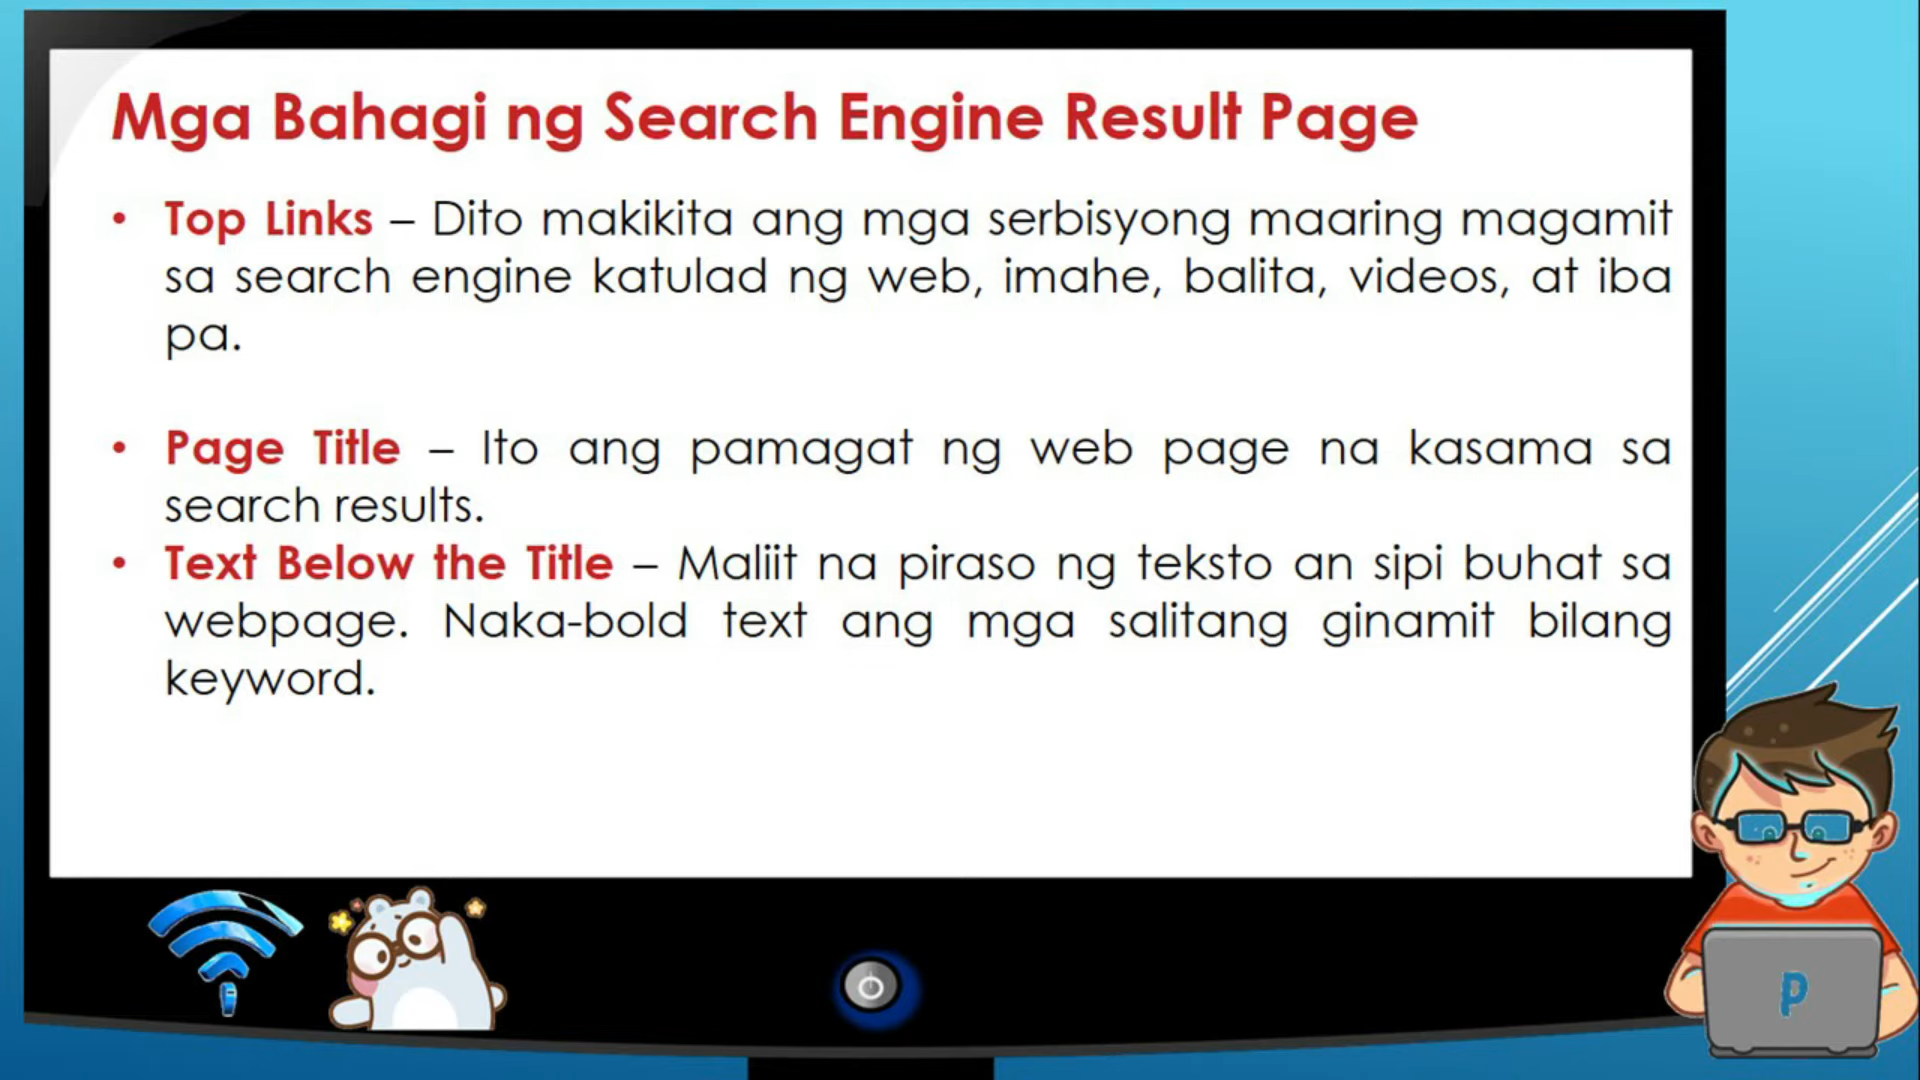 Mga Bahagi ng Search Engine Result Page
• Top Links – Dito makikita ang mga serbisyong maaring magamit
sa search engine katulad ng web, imahe, balita, videos, at iba
pa.
• Page Title – Ito ang pamagat ng web page na kasama sa
search results.
• Text Below the Title – Maliit na piraso ng teksto an sipi buhat sa
webpage. Naka-bold text ang mga salitang ginamit bilang
keyword.
P